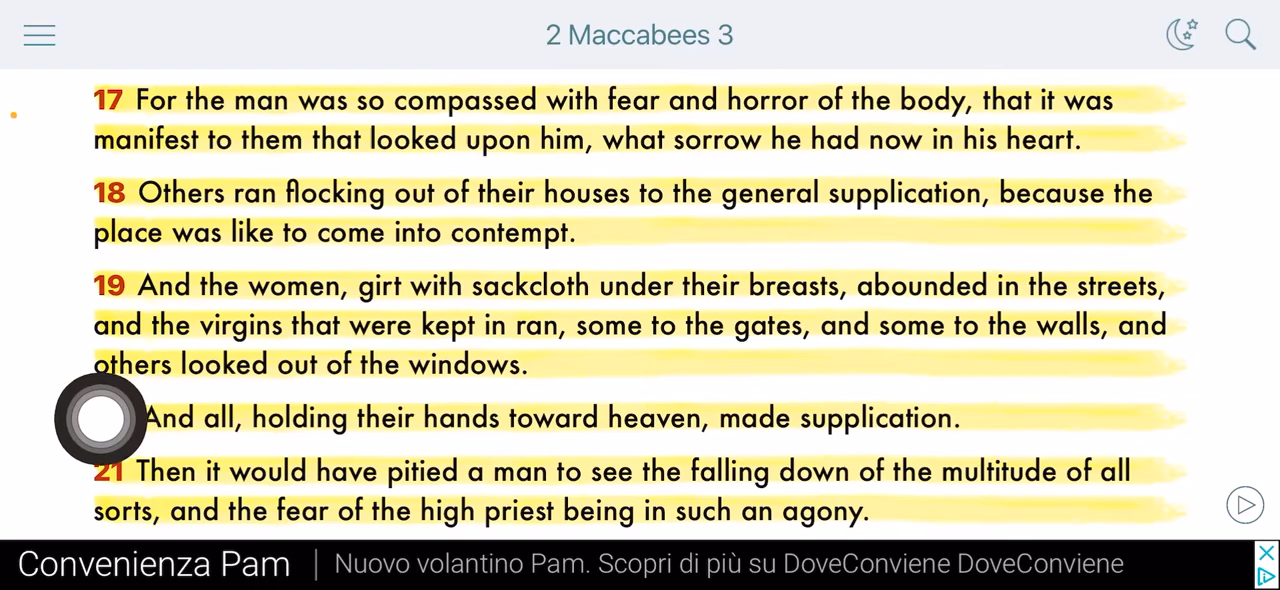 2 Maccabees 3
17 For the man was so compassed with fear and horror of the body, that it was
manifest to them that looked upon him, what sorrow he had now in his heart.
18 Others ran flocking out of their houses to the general supplication, because the
place was like to come into contempt.
19 And the women, girt with sackcloth under their breasts, abounded in the streets,
and the virgins that were kept in ran, some to the gates, and some to the walls, and
others looked out of the windows.
And all, holding their hands toward heaven, made supplication.
21 Then it would have pitied a man to see the falling down of the multitude of all
sorts, and the fear of the high priest being in such an agony.
Convenienza Pam | Nuovo volantino Pam. Scopri di più su DoveConviene DoveConviene